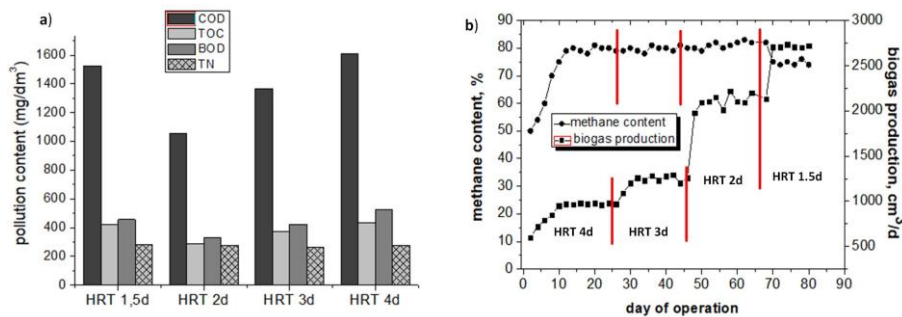 a)
COD
TOC
BOD
TN
pollution content (mg/dm³)
1600
1400
1200
1000
800
600
400
200
0
HRT 1,5d HRT 2d HRT 3d HRT 4d
b)
methane content, %
90
80
70
60
50
40
30
20
10
0
methane content
biogas production
HRT 4d
HRT 3d
HRT 2d
HRT 1.5d
3000
2500
2000
1500
1000
500
biogas production, cm³/d
0 10 20 30 40 50 60 70 80 90
day of operation